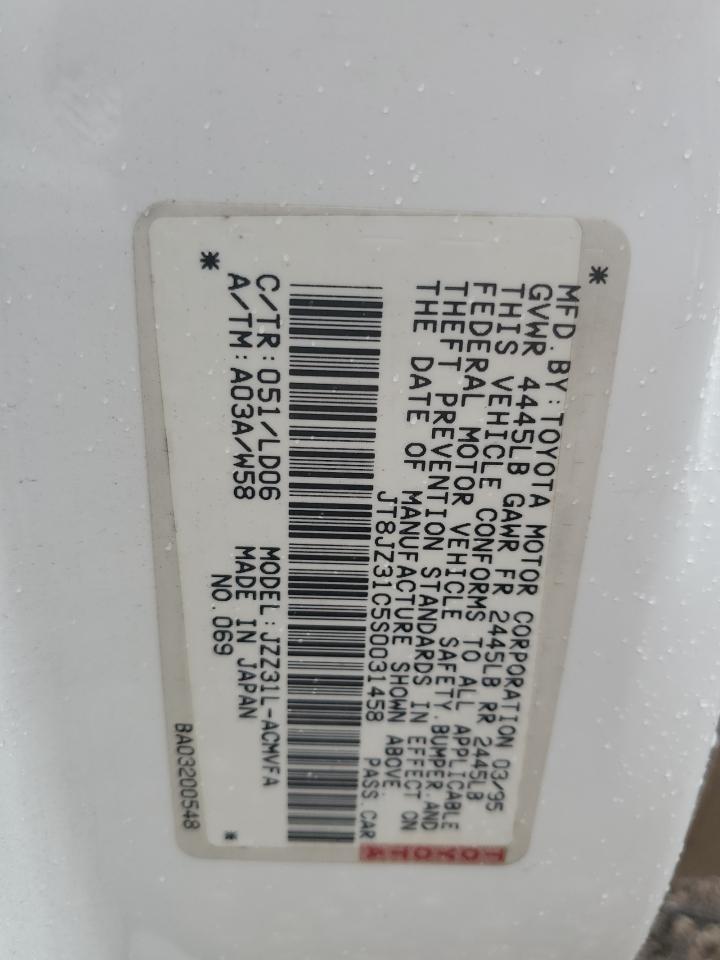 MFD. BY: TOYOTA MOTOR CORPORATION 03/95
GVWR 4445LB GAWR FR 2445LB RR 2445LB
THIS VEHICLE CONFORMS TO ALL APPLICABLE
FEDERAL MOTOR VEHICLE SAFETY, BUMPER, AND
THEFT PREVENTION STANDARDS IN EFFECT ON
THE DATE OF MANUFACTURE SHOWN ABOVE.
JT8JZ31C5S0031458 PASS. CAR
C/TR: 051/LD06 MODEL: JZZ31L-ACMVFA
A/TM: A03A/W58 MADE IN JAPAN
NO. 069
BA03200548
TOYOTA